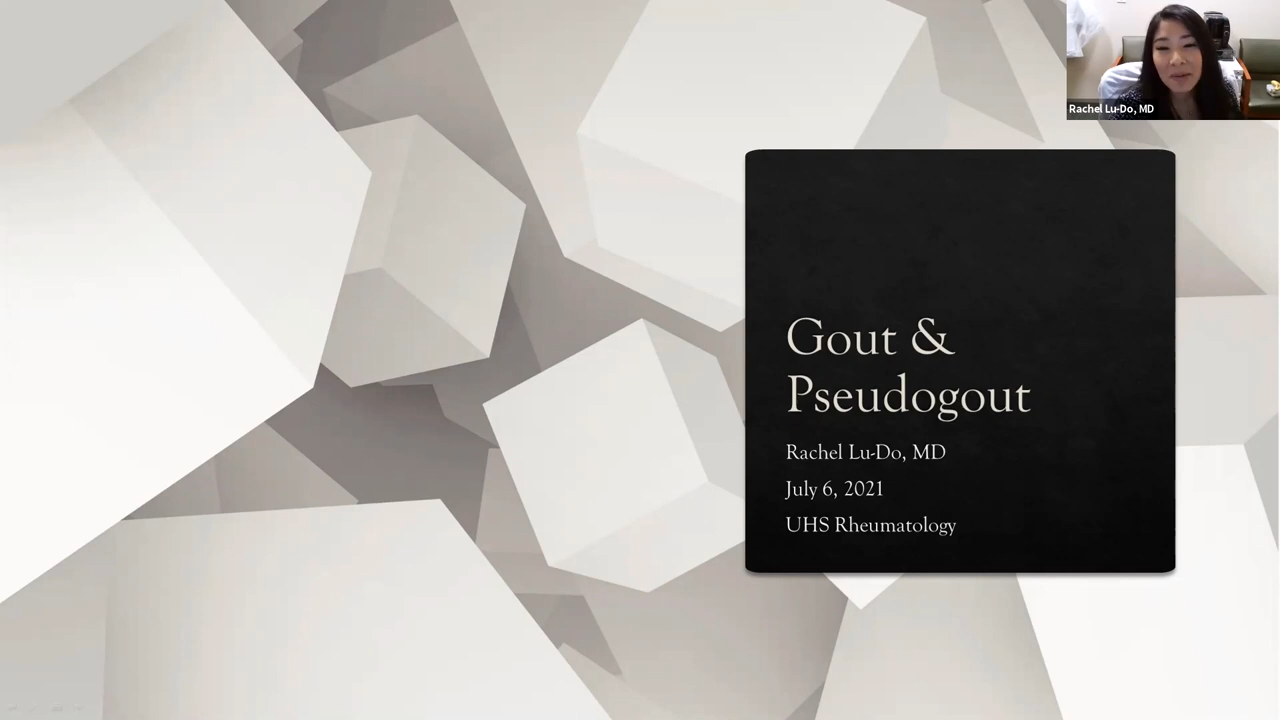 Rachel Lu-Do, MD
Gout &
Pseudogout
Rachel Lu-Do, MD
July 6, 2021
UHS Rheumatology